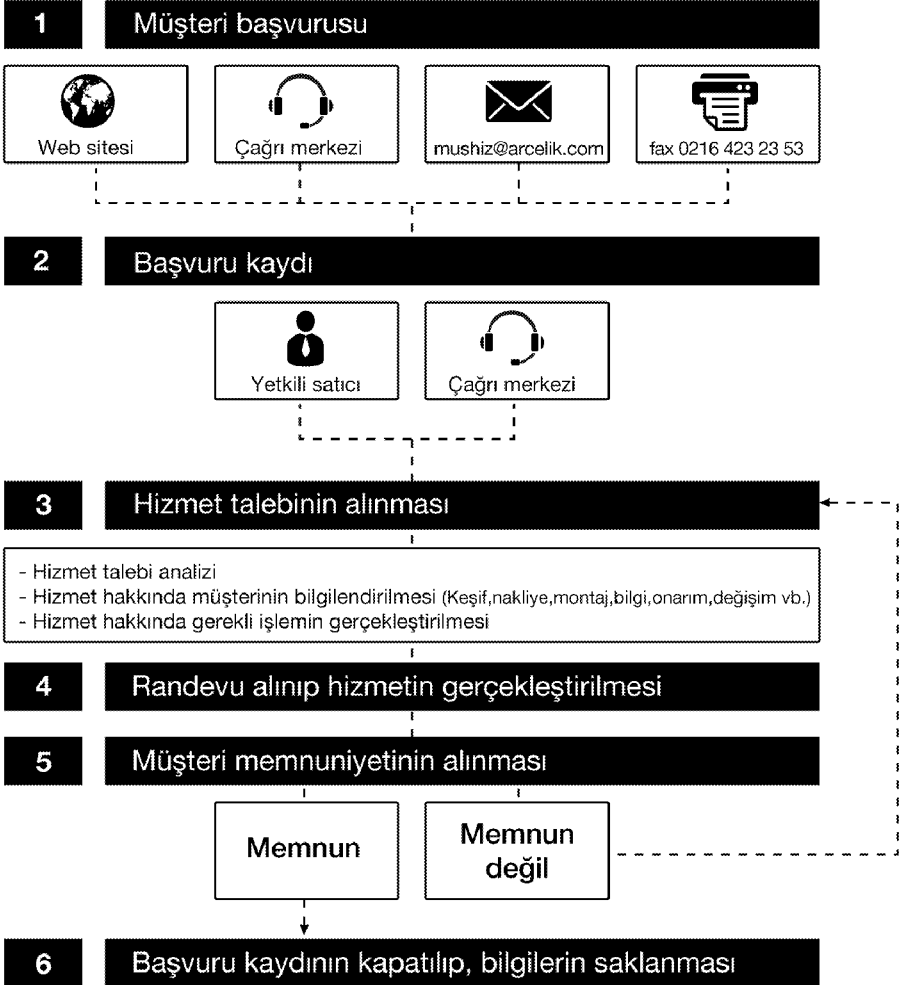 1 Müşteri başvurusu
Web sitesi
Çağrı merkezi
mushiz@arcelik.com
fax 0216 423 23 53
2 Başvuru kaydı
Yetkili satıcı
Çağrı merkezi
3 Hizmet talebinin alınması
- Hizmet talebi analizi
- Hizmet hakkında müşterinin bilgilendirilmesi (Keşif,nakliye,montaj,bilgi,onarım,değişim vb.)
- Hizmet hakkında gerekli işlemin gerçekleştirilmesi
4 Randevu alınıp hizmetin gerçekleştirilmesi
5 Müşteri memnuniyetinin alınması
Memnun
Memnun
değil
6 Başvuru kaydının kapatılıp, bilgilerin saklanması